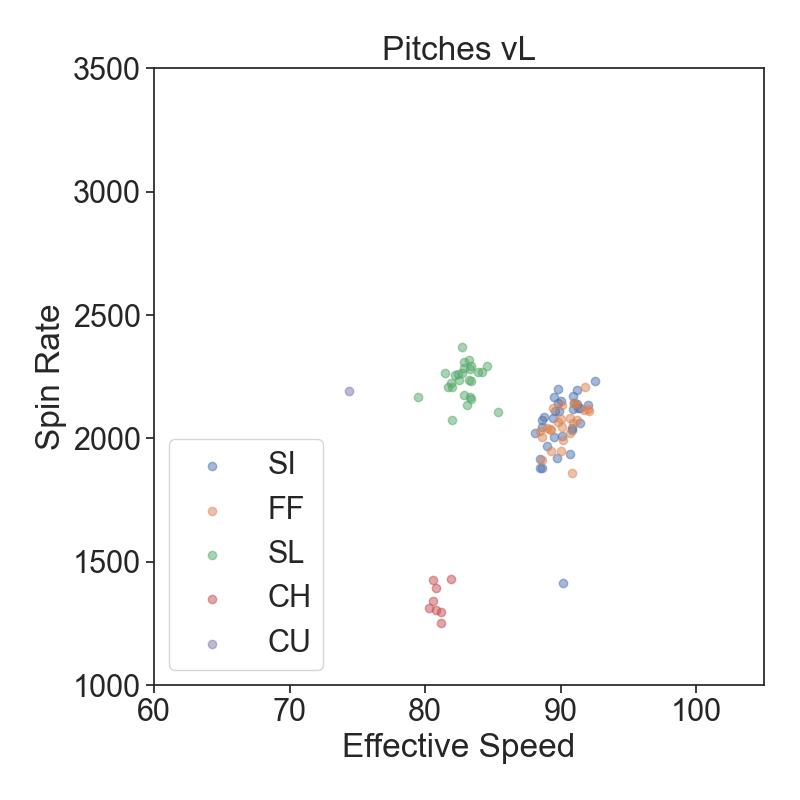 Pitches vL
3500
3000
2500
2000
1500
1000
Spin Rate
SI
FF
SL
CH
CU
60 70 80 90 100
Effective Speed